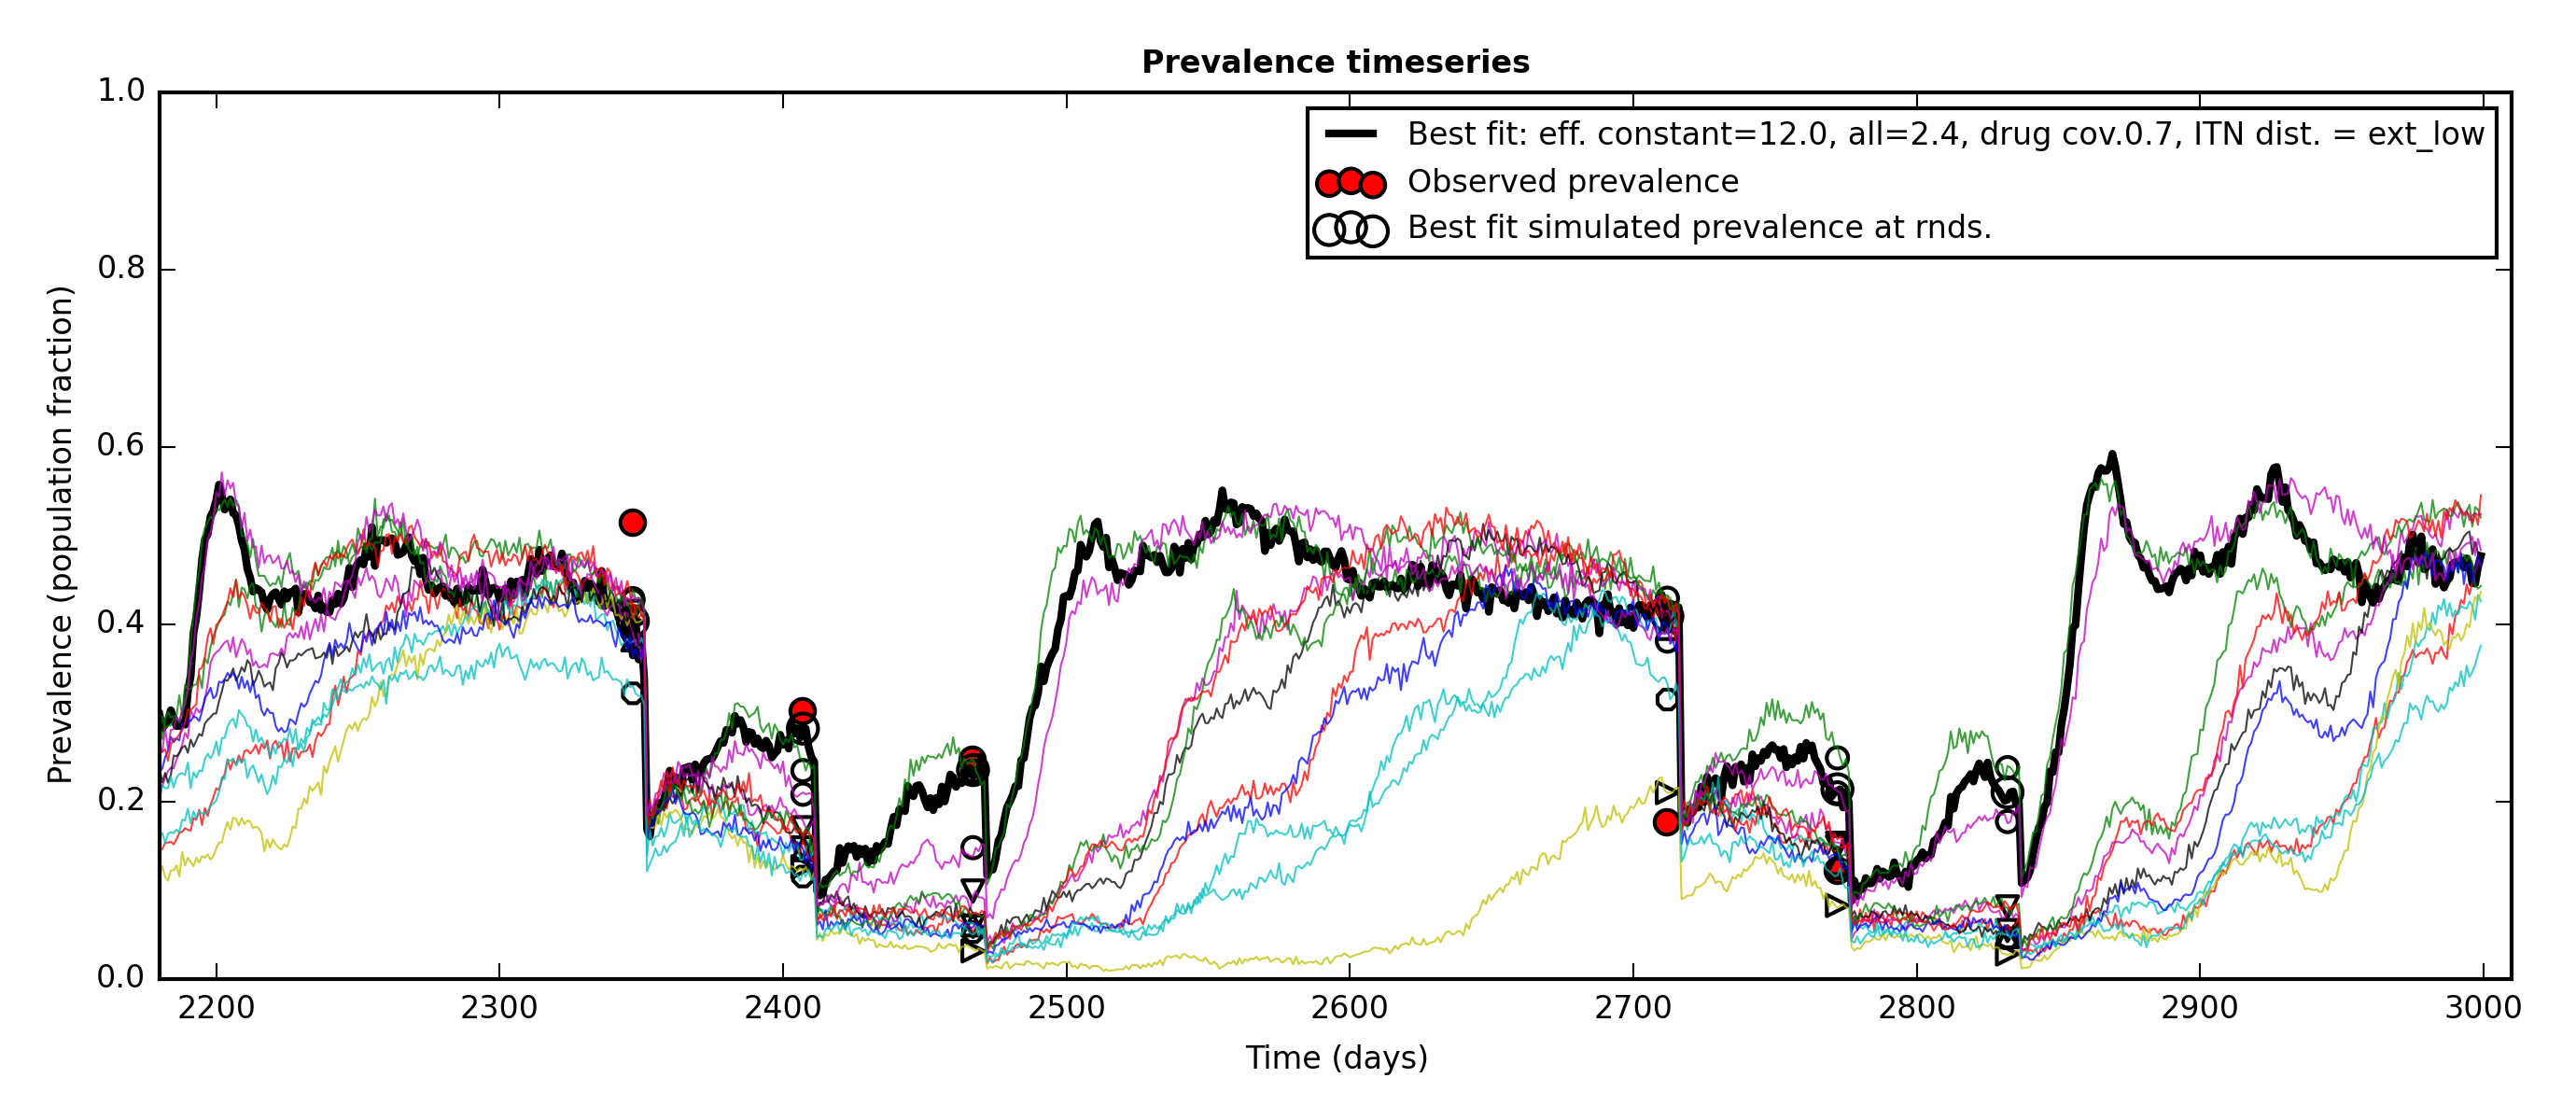 Prevalence timeseries
1.0
0.8
0.6
0.4
0.2
0.0
Prevalence (population fraction)
Best fit: eff. constant=12.0, all=2.4, drug cov.0.7, ITN dist. = ext_low
Observed prevalence
Best fit simulated prevalence at rnds.
2200 2300 2400 2500 2600 2700 2800 2900 3000
Time (days)